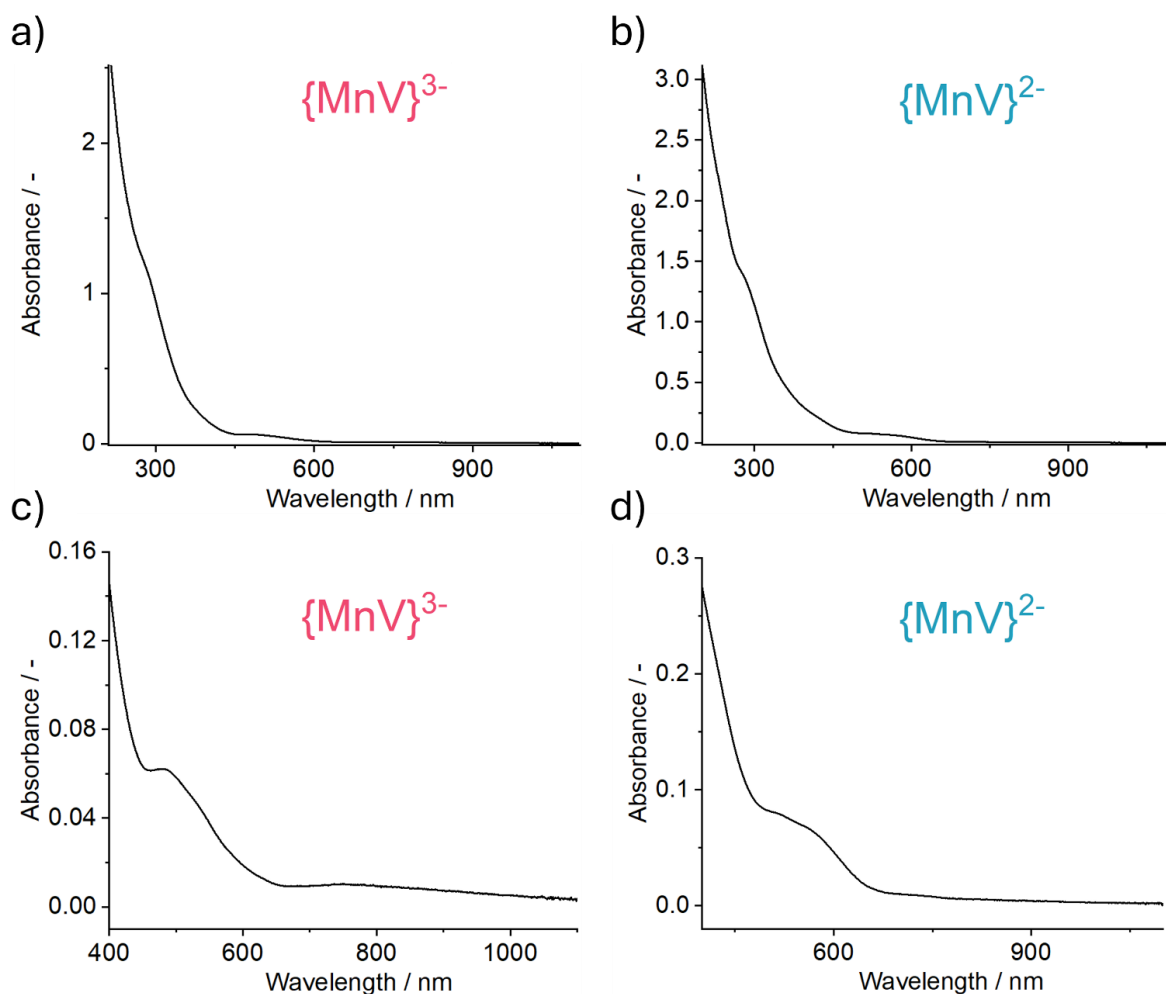 a)
{MnV}3-
Absorbance / -
2
1
0
300
600
900
Wavelength / nm
b)
{MnV}2-
Absorbance / -
3.0
2.5
2.0
1.5
1.0
0.5
0.0
300
600
900
Wavelength / nm
c)
{MnV}3-
Absorbance / -
0.16
0.12
0.08
0.04
0.00
400
600
800
1000
Wavelength / nm
d)
{MnV}2-
Absorbance / -
0.3
0.2
0.1
0.0
600
900
Wavelength / nm